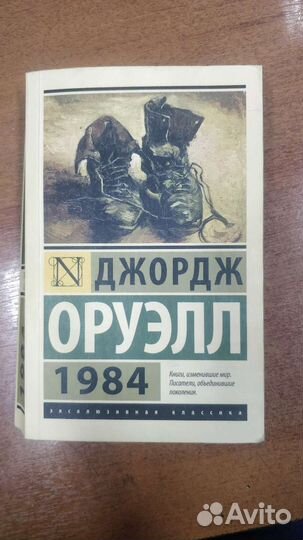 N
ДЖОРДЖ
ОРУЭЛЛ
1984
Книги, изменившие мир.
Писатели, объединившие
поколения.
ЭКСКЛЮЗИВНАЯ КЛАССИКА
Avito